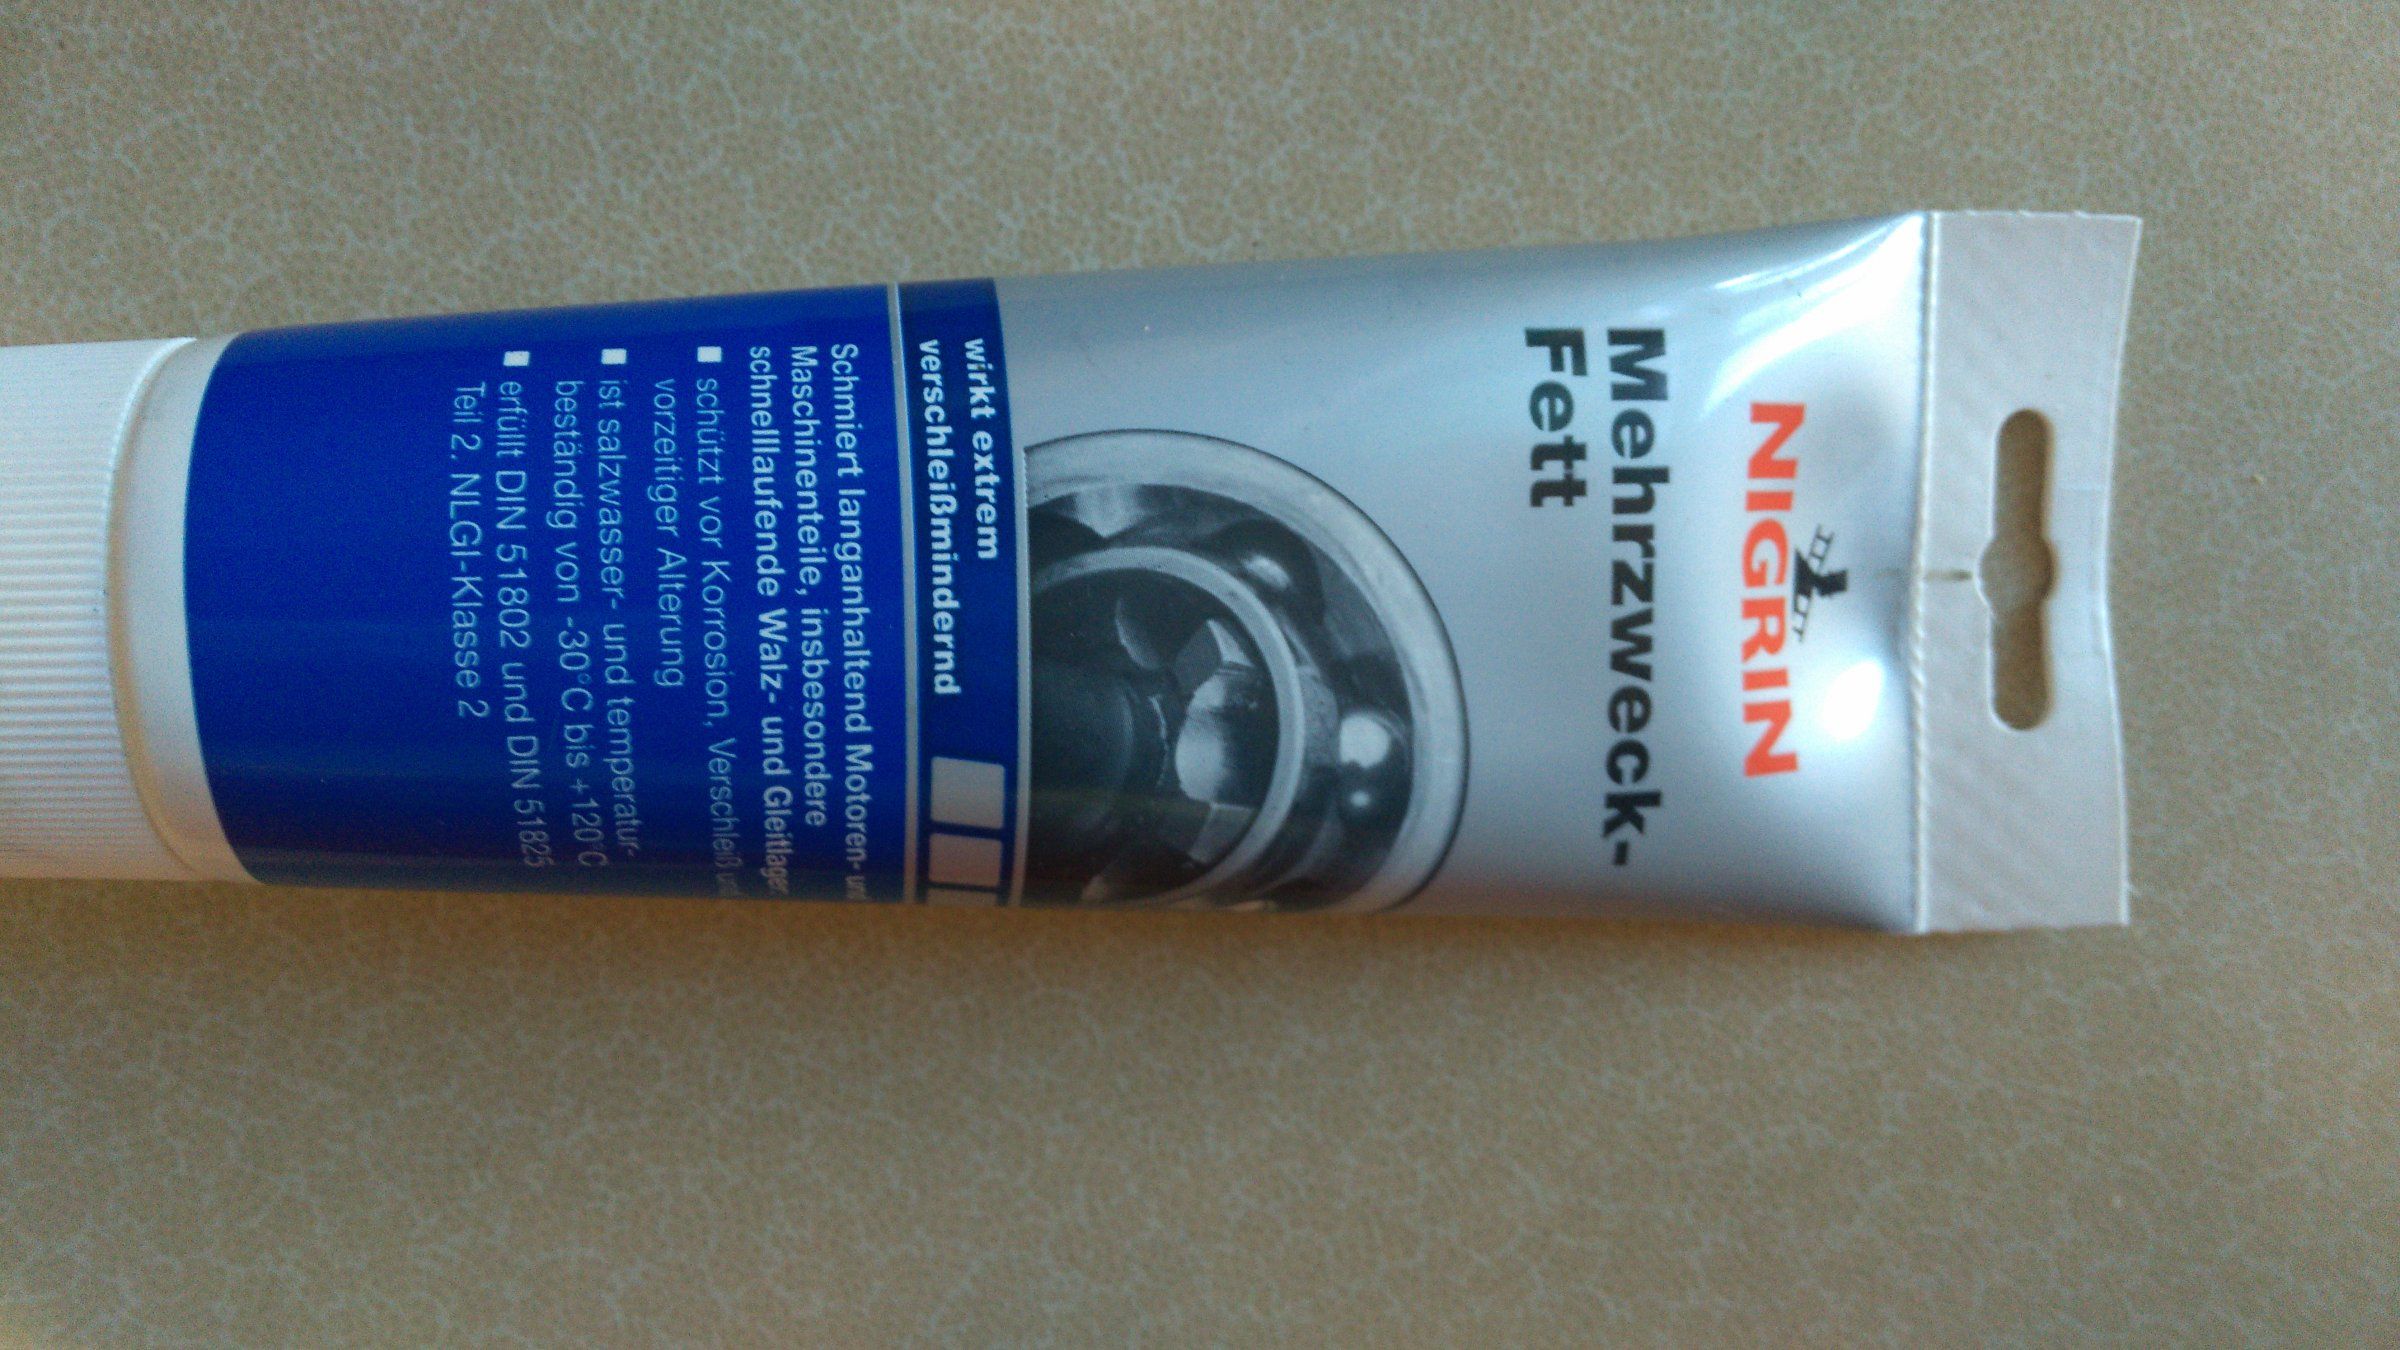 NIGRIN
Mehrzweck-
Fett
wirkt extrem
verschleißmindernd
Schmiert langanhaltend Motoren- und
Maschinenteile, insbesondere
schnelllaufende Walz- und Gleitlager
■ schützt vor Korrosion, Verschleiß und
vorzeitiger Alterung
■ ist salzwasser- und temperatur-
beständig von -30°C bis +120°C
■ erfüllt DIN 51802 und DIN 51825
Teil 2. NLGI-Klasse 2